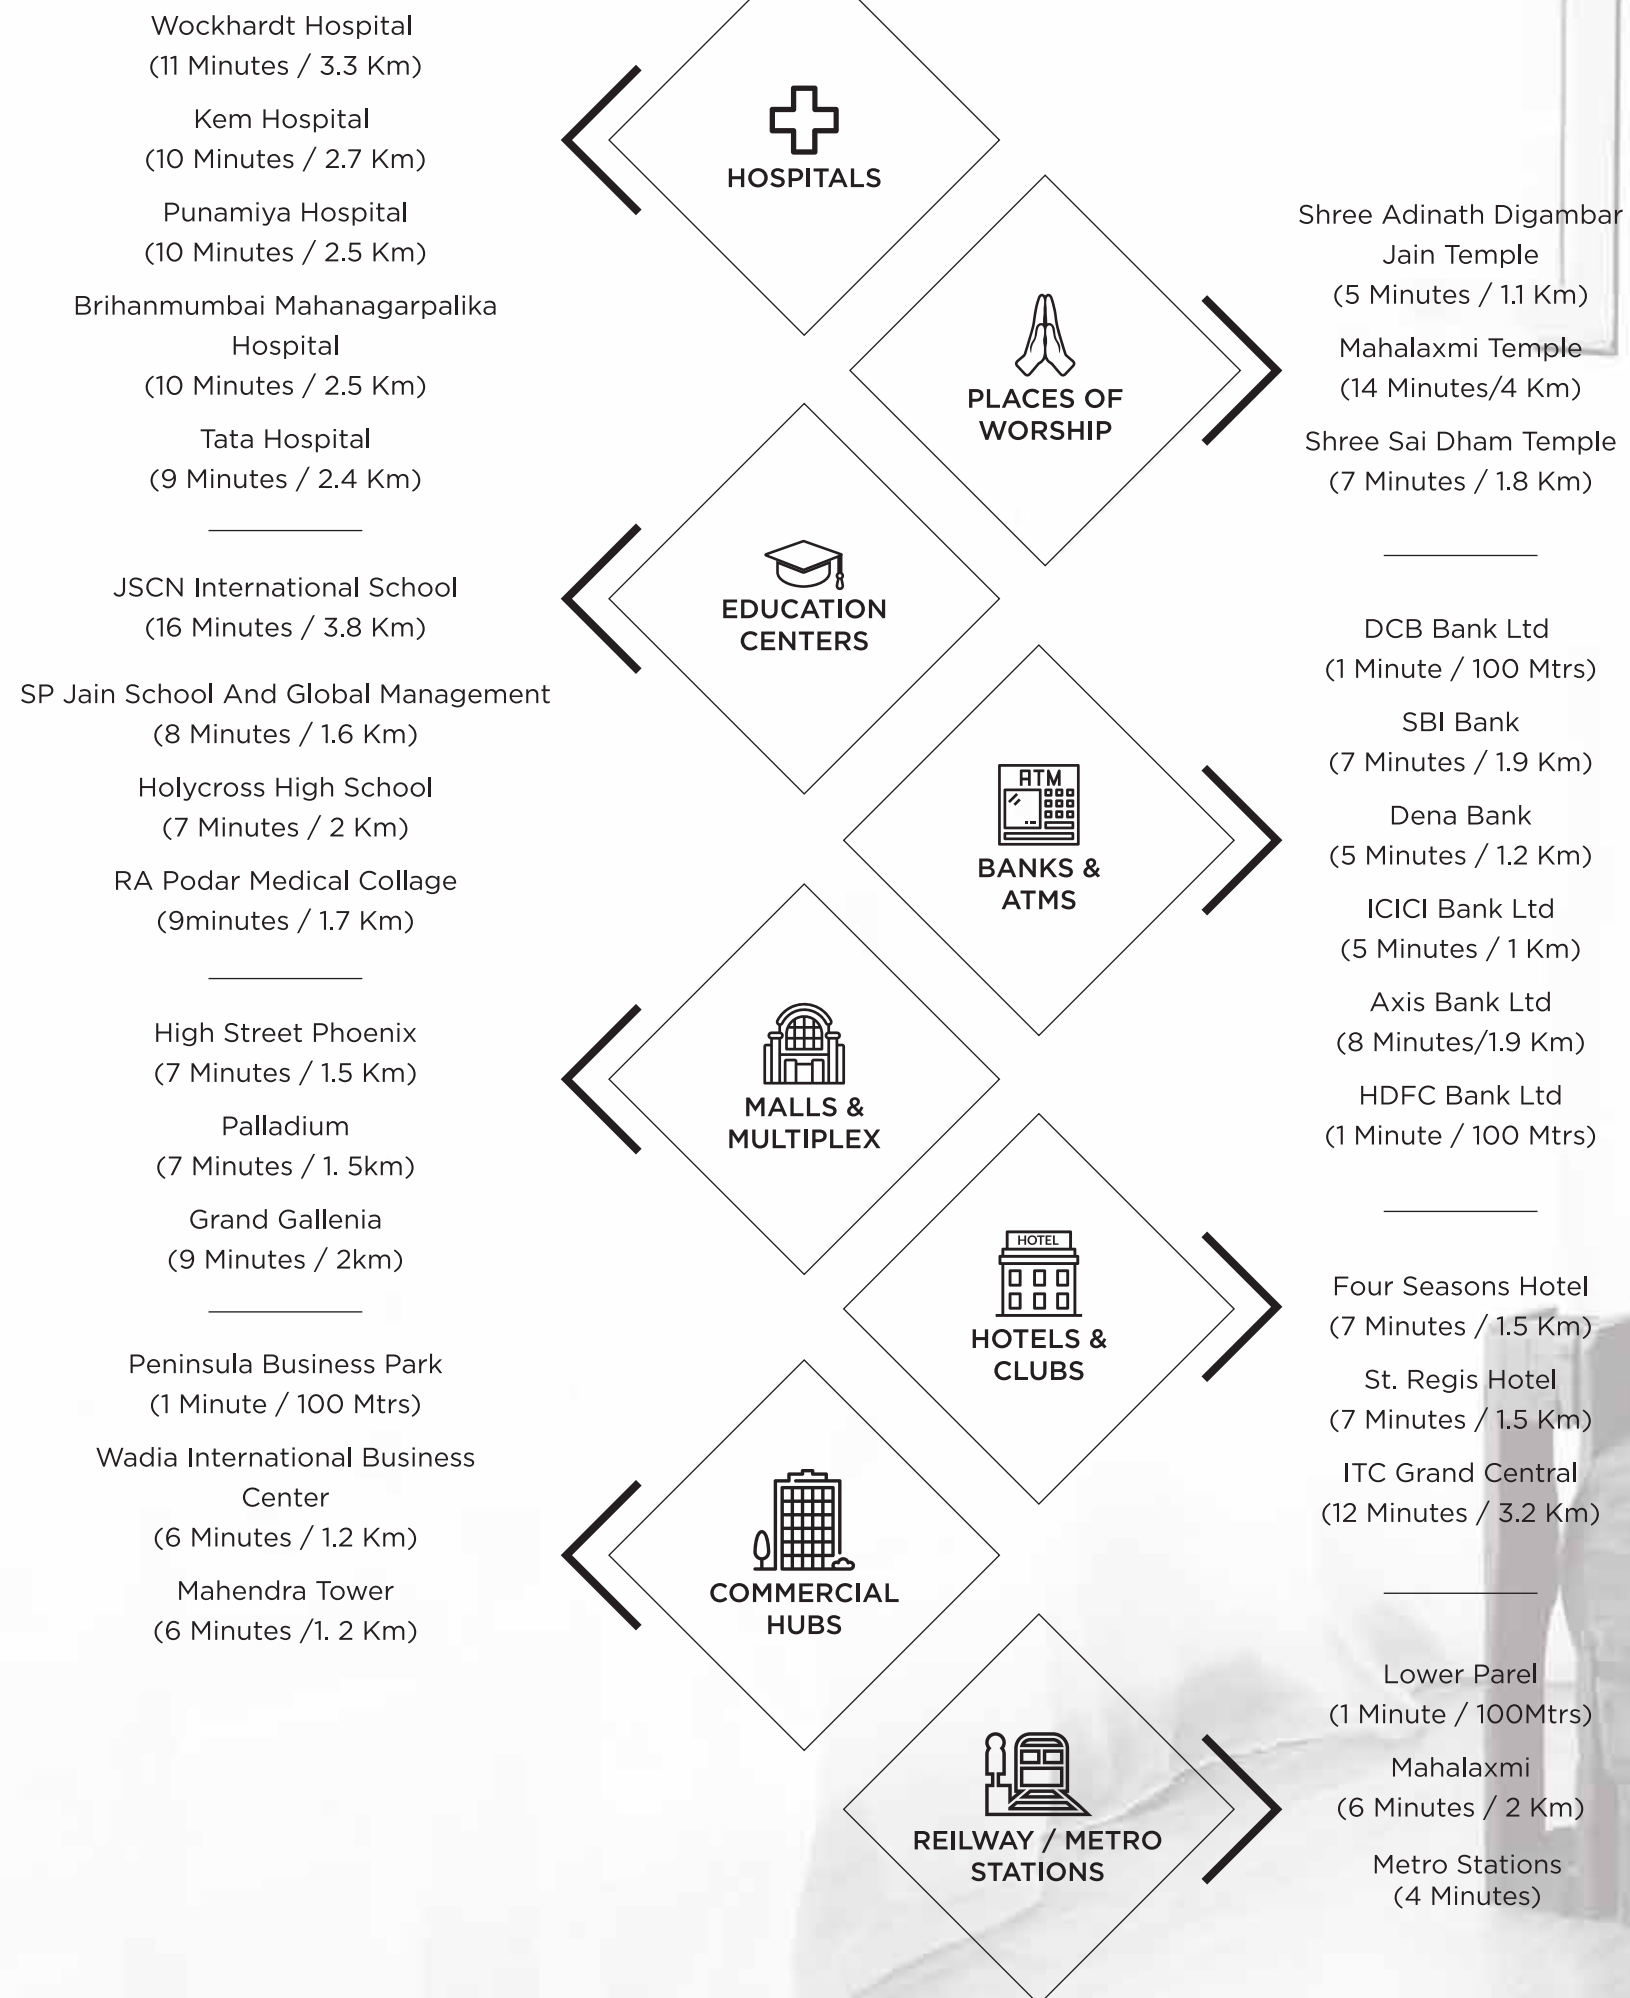 Wockhardt Hospital
(11 Minutes / 3.3 Km)
Kem Hospital
(10 Minutes / 2.7 Km)
Punamiya Hospital
(10 Minutes / 2.5 Km)
Brihanmumbai Mahanagarpalika
Hospital
(10 Minutes / 2.5 Km)
Tata Hospital
(9 Minutes / 2.4 Km)
HOSPITALS
PLACES OF
WORSHIP
Shree Adinath Digambar
Jain Temple
(5 Minutes / 1.1 Km)
Mahalaxmi Temple
(14 Minutes/4 Km)
Shree Sai Dham Temple
(7 Minutes / 1.8 Km)
JSCN International School
(16 Minutes / 3.8 Km)
SP Jain School And Global Management
(8 Minutes / 1.6 Km)
Holycross High School
(7 Minutes / 2 Km)
RA Podar Medical Collage
(9minutes / 1.7 Km)
EDUCATION
CENTERS
ATM
BANKS &
ATMS
DCB Bank Ltd
(1 Minute / 100 Mtrs)
SBI Bank
(7 Minutes / 1.9 Km)
Dena Bank
(5 Minutes / 1.2 Km)
ICICI Bank Ltd
(5 Minutes / 1 Km)
Axis Bank Ltd
(8 Minutes/1.9 Km)
HDFC Bank Ltd
(1 Minute / 100 Mtrs)
High Street Phoenix
(7 Minutes / 1.5 Km)
Palladium
(7 Minutes / 1. 5km)
Grand Gallenia
(9 Minutes / 2km)
MALLS &
MULTIPLEX
HOTEL
HOTELS &
CLUBS
Four Seasons Hotel
(7 Minutes / 1.5 Km)
St. Regis Hotel
(7 Minutes / 1.5 Km)
ITC Grand Central
(12 Minutes / 3.2 Km)
Peninsula Business Park
(1 Minute / 100 Mtrs)
Wadia International Business
Center
(6 Minutes / 1.2 Km)
Mahendra Tower
(6 Minutes /1. 2 Km)
COMMERCIAL
HUBS
REILWAY / METRO
STATIONS
Lower Parel
(1 Minute / 100Mtrs)
Mahalaxmi
(6 Minutes / 2 Km)
Metro Stations
(4 Minutes)